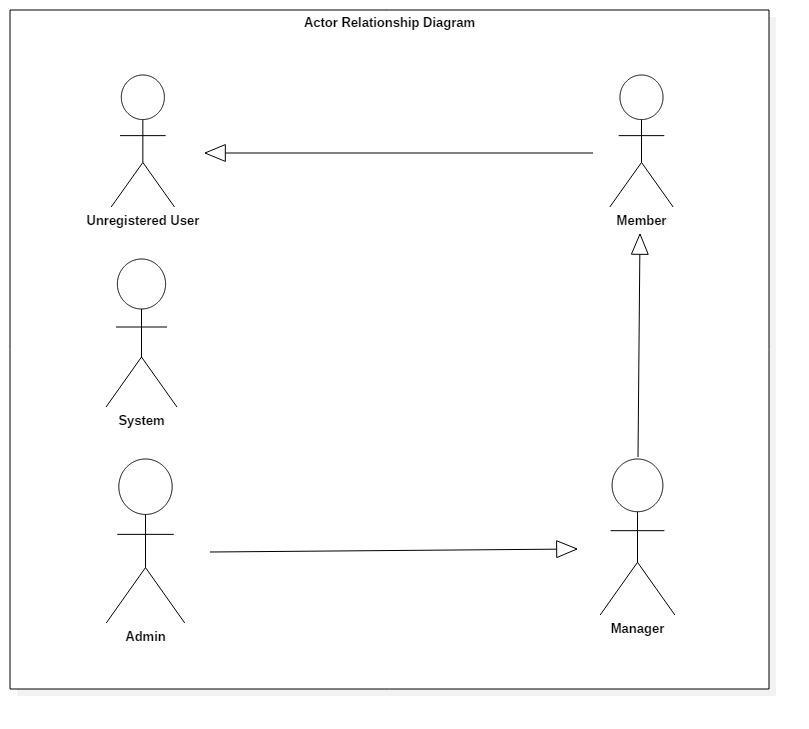 Actor Relationship Diagram
Unregistered User
Member
System
Admin
Manager